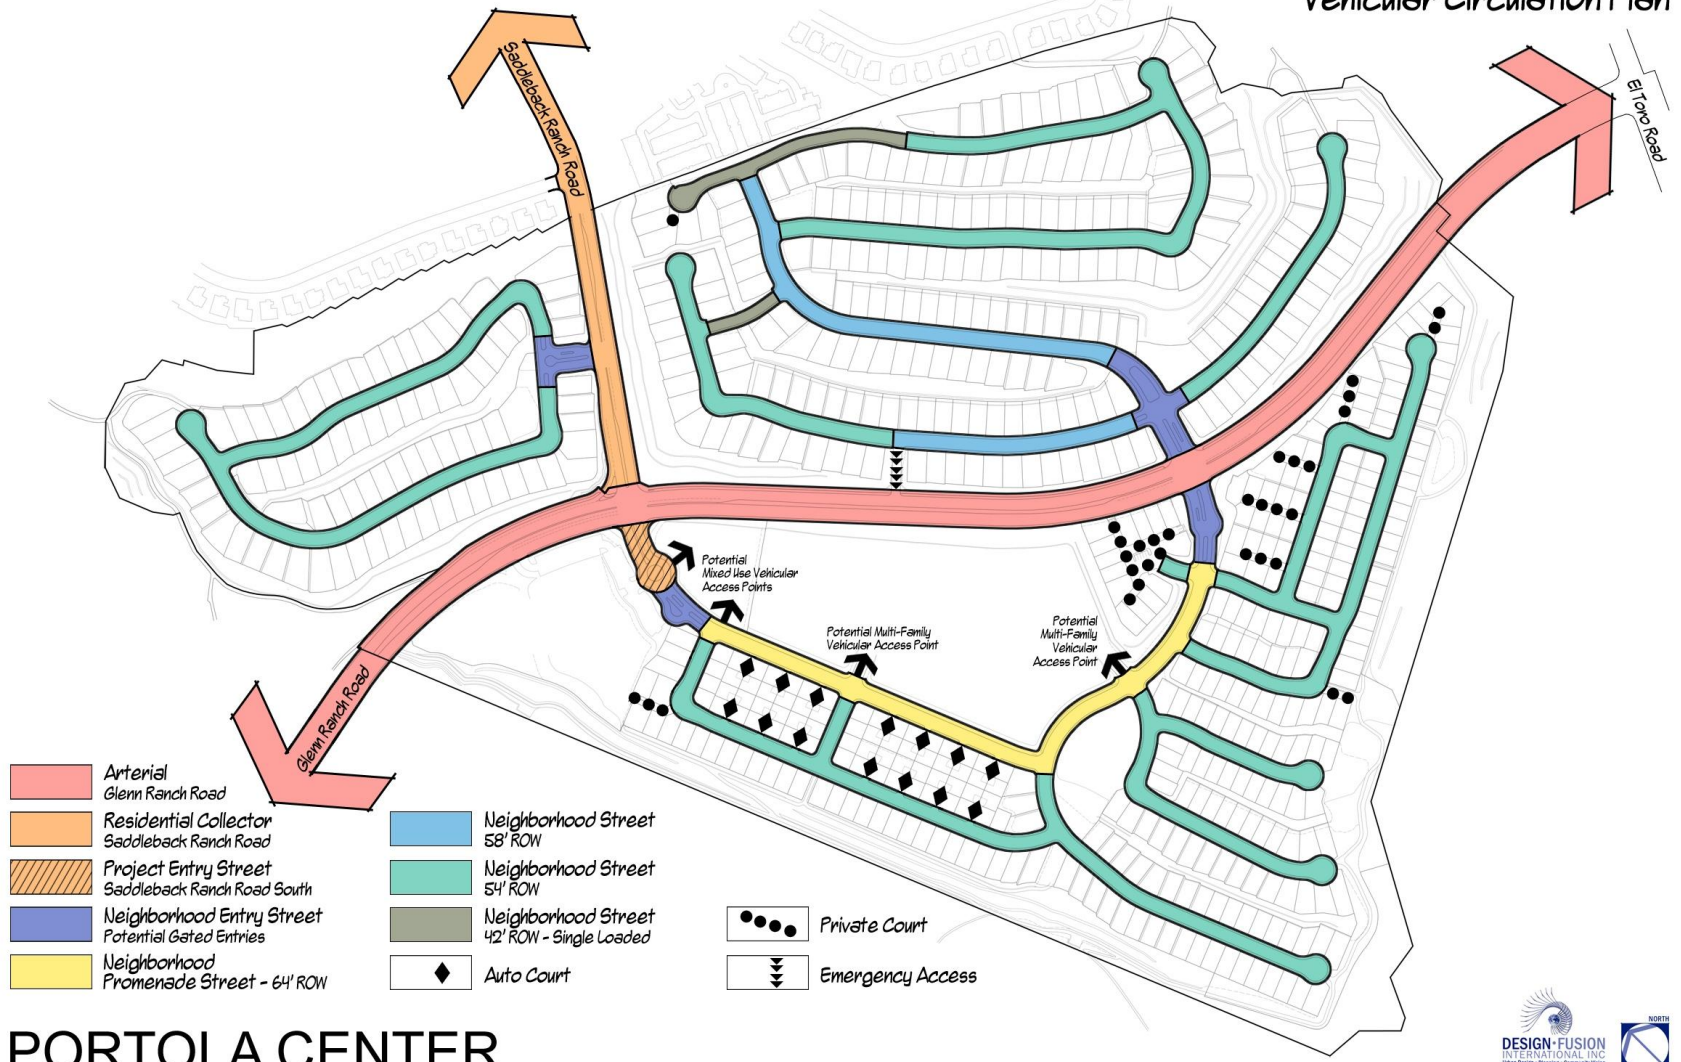 Vehicular Circulation Plan
Saddleback Ranch Road
El Toro Road
Potential
Mixed Use Vehicular
Access Points
Potential Multi-Family
Vehicular Access Point
Potential
Multi-Family
Vehicular
Access Point
Glenn Ranch Road
Arterial
Glenn Ranch Road
Residential Collector
Saddleback Ranch Road
Project Entry Street
Saddleback Ranch Road South
Neighborhood Entry Street
Potential Gated Entries
Neighborhood
Promenade Street - 64' ROW
Neighborhood Street
58' ROW
Neighborhood Street
54' ROW
Neighborhood Street
42' ROW - Single Loaded
Auto Court
Private Court
Emergency Access
PORTOLA CENTER
DESIGN•FUSION
INTERNATIONAL INC
NORTH